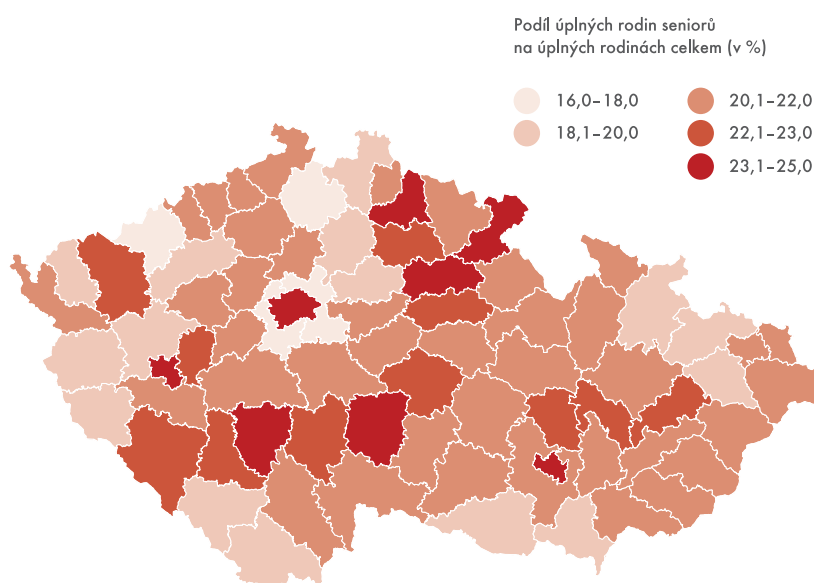 Podíl úplných rodin seniorů
na úplných rodinách celkem (v %)
16,0–18,0
18,1–20,0
20,1–22,0
22,1–23,0
23,1–25,0